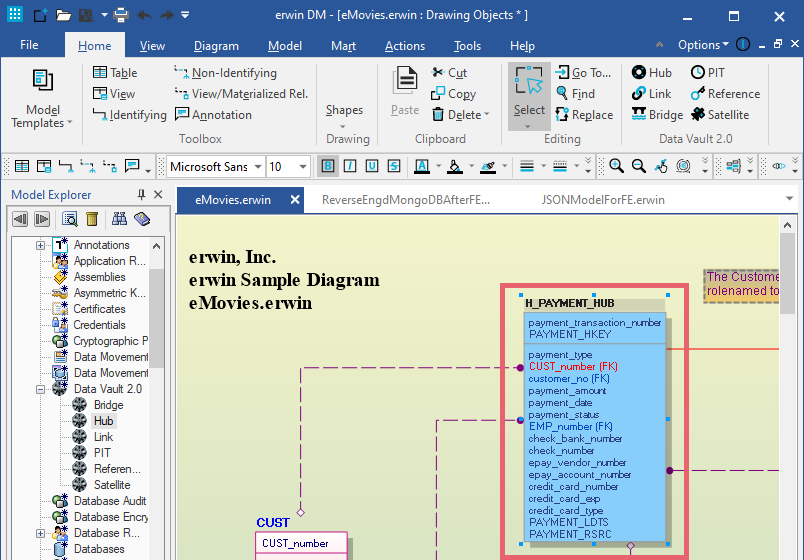 erwin DM - [eMovies.erwin : Drawing Objects * ]
File Home View Diagram Model Mart Actions Tools Help Options
Model Templates
Table
View
Identifying
Non-Identifying
View/Materialized Rel.
Annotation
Toolbox
Shapes
Drawing
Paste
Cut
Copy
Delete
Clipboard
Select
Go To...
Find
Replace
Editing
Hub
Link
Bridge
PIT
Reference
Satellite
Data Vault 2.0
Microsoft Sans 10 B I U S A
Model Explorer
eMovies.erwin ReverseEngdMongoDBAfterFE... JSONModelForFE.erwin
Annotations
Application R...
Assemblies
Asymmetric K...
Certificates
Credentials
Cryptographic P
Data Movement
Data Movement
Data Vault 2.0
Bridge
Hub
Link
PIT
Referen...
Satellite
Database Audit
Database Encry
Database R...
Databases
erwin, Inc.
erwin Sample Diagram
eMovies.erwin
The Custome
rolenamed to
H_PAYMENT_HUB
payment_transaction_number
PAYMENT_HKEY
payment_type
CUST_number (FK)
customer_no (FK)
payment_amount
payment_date
payment_status
EMP_number (FK)
check_bank_number
check_number
epay_vendor_number
epay_account_number
credit_card_number
credit_card_exp
credit_card_type
PAYMENT_LDTS
PAYMENT_RSRC
CUST
CUST_number